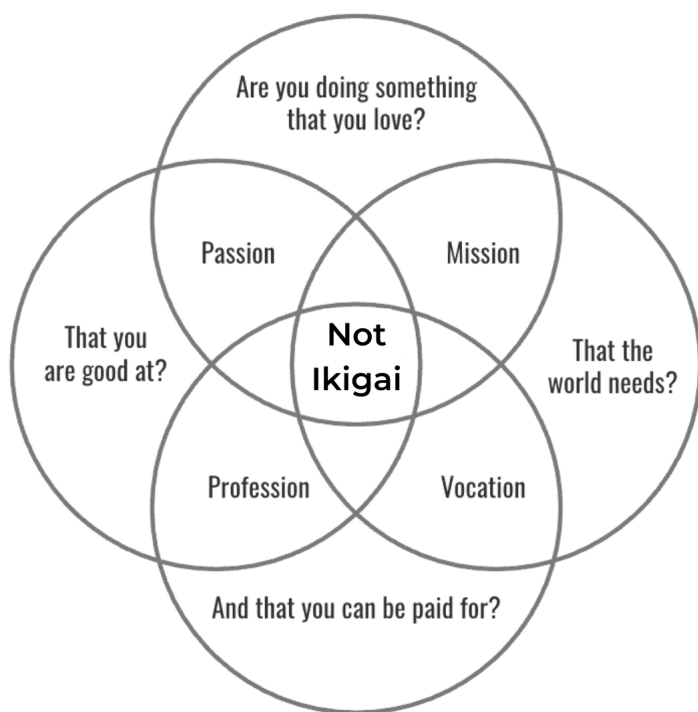 Are you doing something
that you love?
Passion
Mission
That you
are good at?
Not
Ikigai
That the
world needs?
Profession
Vocation
And that you can be paid for?